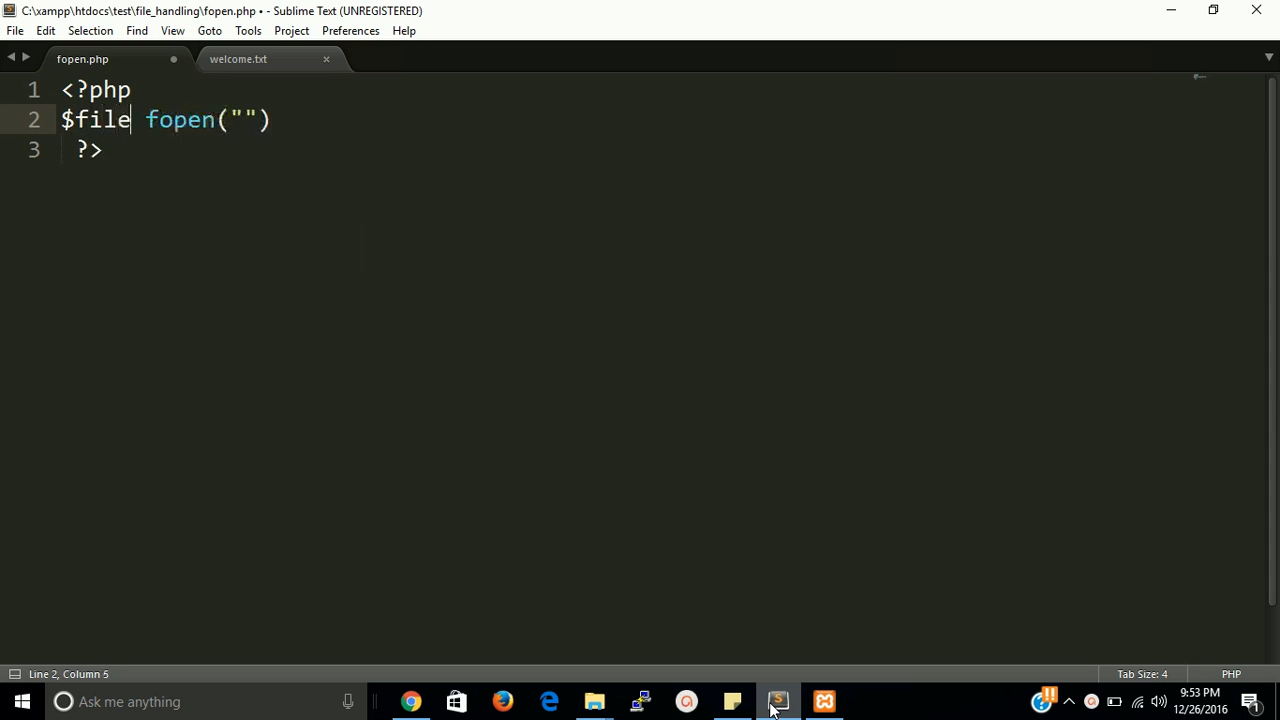 C:\xampp\htdocs\test\file_handling\fopen.php • - Sublime Text (UNREGISTERED)
File Edit Selection Find View Goto Tools Project Preferences Help
fopen.php welcome.txt
1 <?php
2 $file fopen("")
3 ?>
Line 2, Column 5 Tab Size: 4 PHP
Ask me anything
9:53 PM
12/26/2016
1